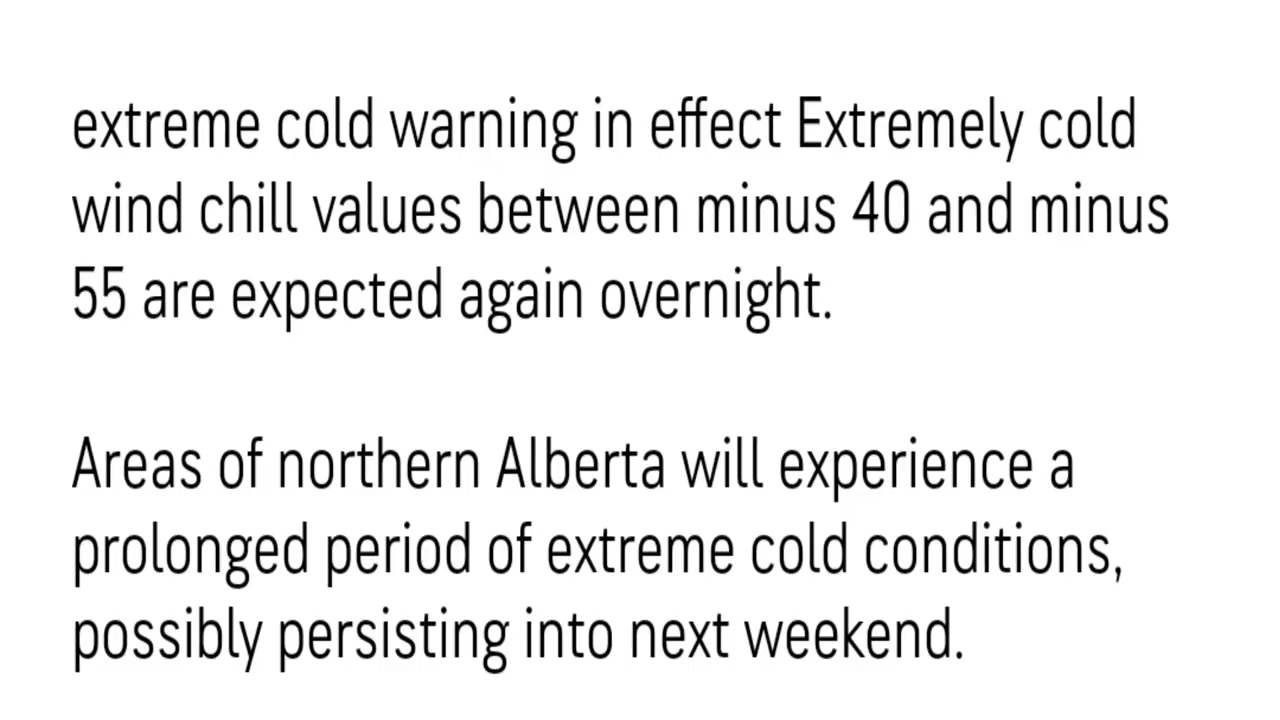 extreme cold warning in effect Extremely cold
wind chill values between minus 40 and minus
55 are expected again overnight.
Areas of northern Alberta will experience a
prolonged period of extreme cold conditions,
possibly persisting into next weekend.